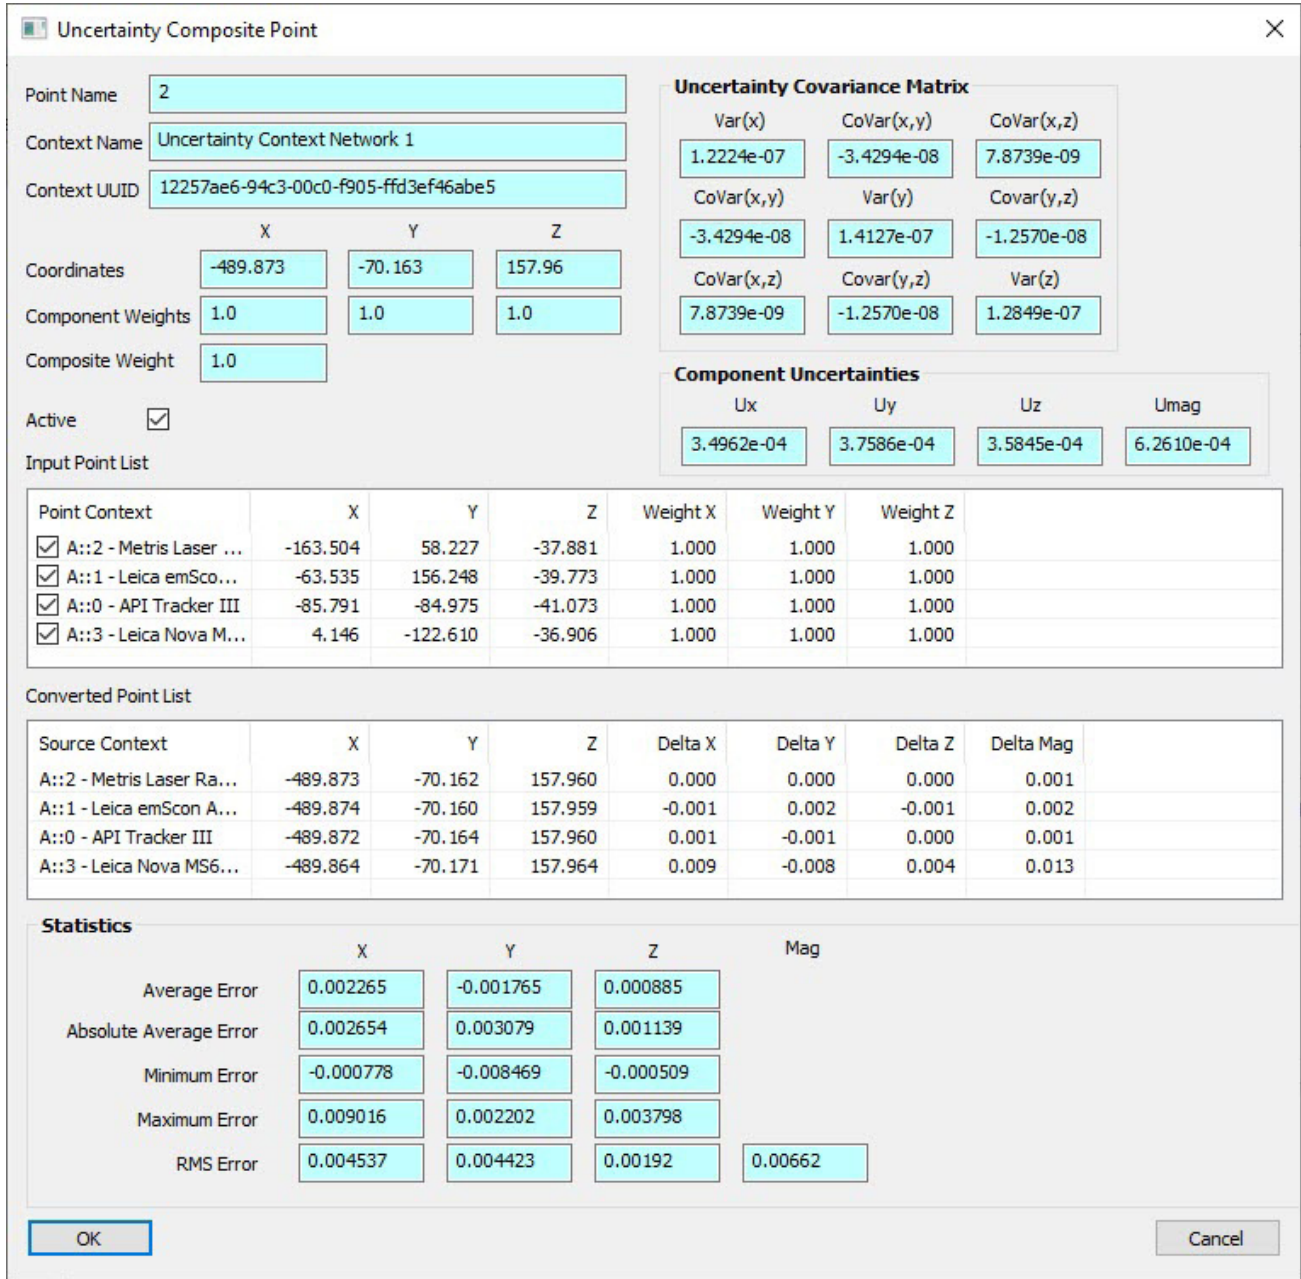 Uncertainty Composite Point
Point Name 2
Context Name Uncertainty Context Network 1
Context UUID 12257ae6-94c3-00c0-f905-ffd3ef46abe5
X Y Z
Coordinates -489.873 -70.163 157.96
Component Weights 1.0 1.0 1.0
Composite Weight 1.0
Active
Uncertainty Covariance Matrix
Var(x) CoVar(x,y) CoVar(x,z)
1.2224e-07 -3.4294e-08 7.8739e-09
CoVar(x,y) Var(y) Covar(y,z)
-3.4294e-08 1.4127e-07 -1.2570e-08
CoVar(x,z) Covar(y,z) Var(z)
7.8739e-09 -1.2570e-08 1.2849e-07
Component Uncertainties
Ux Uy Uz Umag
3.4962e-04 3.7586e-04 3.5845e-04 6.2610e-04
Input Point List
Point Context X Y Z Weight X Weight Y Weight Z
A::2 - Metris Laser ... -163.504 58.227 -37.881 1.000 1.000 1.000
A::1 - Leica emSco... -63.535 156.248 -39.773 1.000 1.000 1.000
A::0 - API Tracker III -85.791 -84.975 -41.073 1.000 1.000 1.000
A::3 - Leica Nova M... 4.146 -122.610 -36.906 1.000 1.000 1.000
Converted Point List
Source Context X Y Z Delta X Delta Y Delta Z Delta Mag
A::2 - Metris Laser Ra... -489.873 -70.162 157.960 0.000 0.000 0.000 0.001
A::1 - Leica emScon A... -489.874 -70.160 157.959 -0.001 0.002 -0.001 0.002
A::0 - API Tracker III -489.872 -70.164 157.960 0.001 -0.001 0.000 0.001
A::3 - Leica Nova MS6... -489.864 -70.171 157.964 0.009 -0.008 0.004 0.013
Statistics
X Y Z Mag
Average Error 0.002265 -0.001765 0.000885
Absolute Average Error 0.002654 0.003079 0.001139
Minimum Error -0.000778 -0.008469 -0.000509
Maximum Error 0.009016 0.002202 0.003798
RMS Error 0.004537 0.004423 0.00192 0.00662
OK Cancel